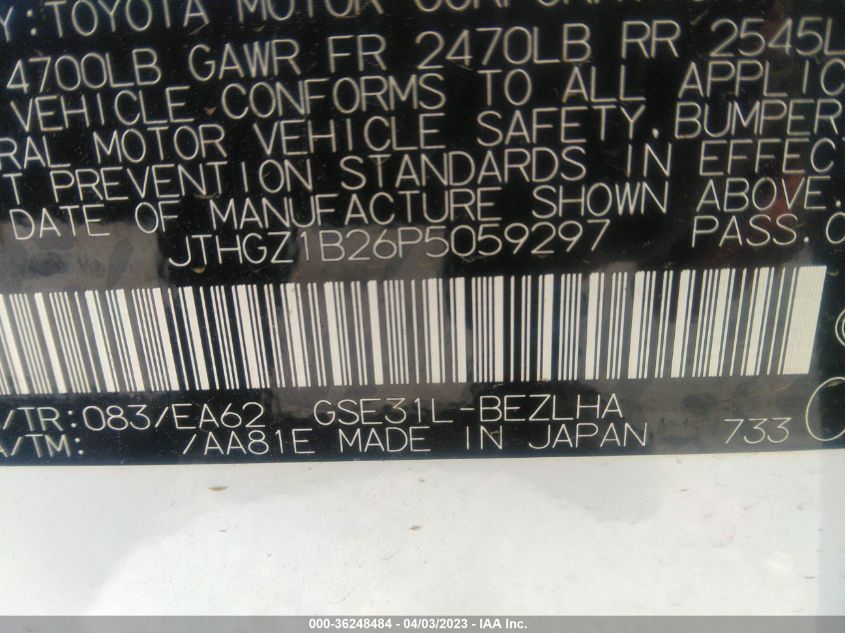 Y:TOYOTA MOTOR
4700LB GAWR FR 2470LB RR 2545L
VEHICLE CONFORMS TO ALL APPLIC
RAL MOTOR VEHICLE SAFETY,BUMPER,
T PREVENTION STANDARDS IN EFFECT
DATE OF MANUFACTURE SHOWN ABOVE.
JTHGZ1B26P5059297 PASS.C
/TR:083/EA62 GSE31L-BEZLHA
A/TM: /AA81E MADE IN JAPAN 733 C
000-36248484 - 04/03/2023 - IAA Inc.